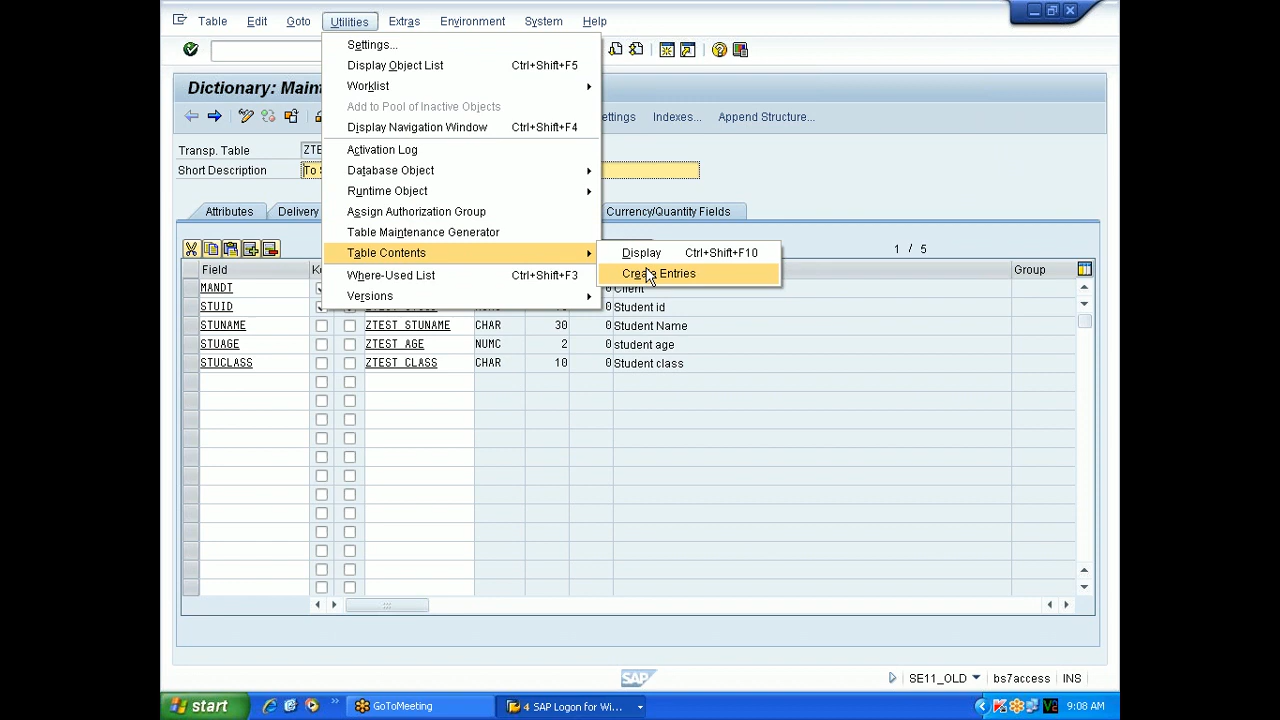 Table Edit Goto Utilities Extras Environment System Help
Settings...
Display Object List Ctrl+Shift+F5
Worklist
Add to Pool of Inactive Objects
Display Navigation Window Ctrl+Shift+F4
Activation Log
Database Object
Runtime Object
Assign Authorization Group
Table Maintenance Generator
Table Contents
Where-Used List Ctrl+Shift+F3
Versions
Display Ctrl+Shift+F10
Create Entries
Dictionary: Maint
ettings Indexes... Append Structure...
Transp. Table ZTE
Short Description To S
Attributes Delivery Currency/Quantity Fields
1 / 5
Field Group
MANDT Client
STUID Student id
STUNAME ZTEST_STUNAME CHAR 30 0 Student Name
STUAGE ZTEST_AGE NUMC 2 0 student age
STUCLASS ZTEST_CLASS CHAR 10 0 Student class
SAP
SE11_OLD bs7access INS
start GoToMeeting 4 SAP Logon for Wi... 9:08 AM